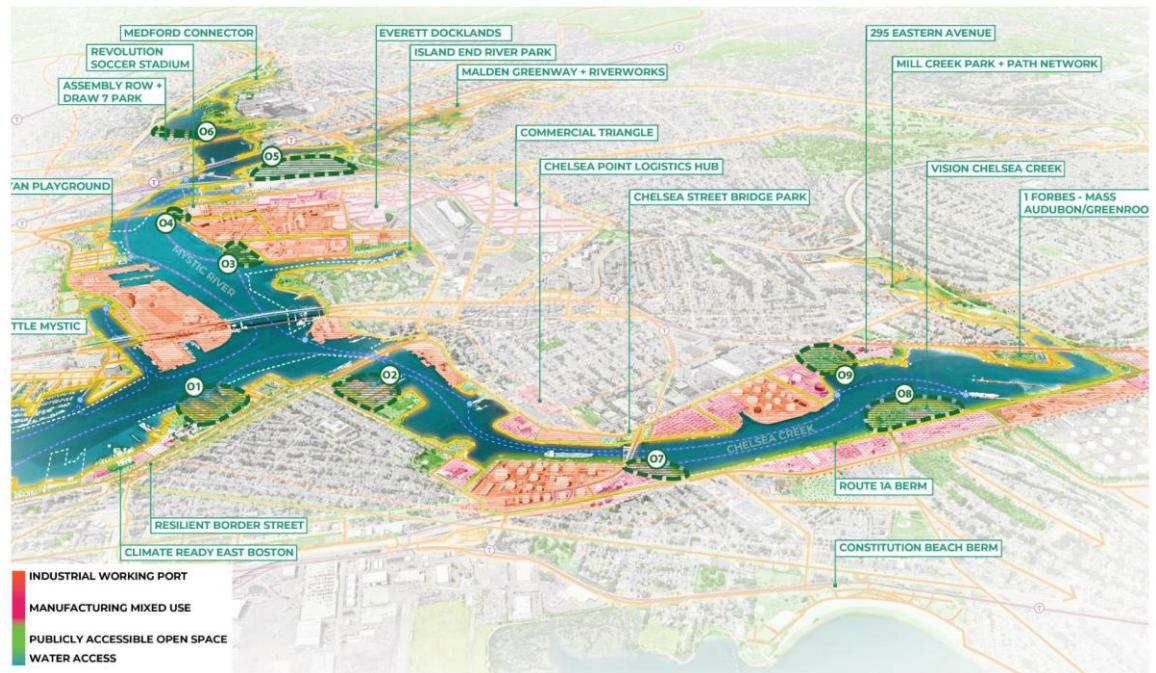 MEDFORD CONNECTOR
REVOLUTION
SOCCER STADIUM
ASSEMBLY ROW +
DRAW 7 PARK
EVERETT DOCKLANDS
ISLAND END RIVER PARK
MALDEN GREENWAY + RIVERWORKS
COMMERCIAL TRIANGLE
CHELSEA POINT LOGISTICS HUB
CHELSEA STREET BRIDGE PARK
295 EASTERN AVENUE
MILL CREEK PARK + PATH NETWORK
VISION CHELSEA CREEK
1 FORBES - MASS
AUDUBON/GREENROO
YAN PLAYGROUND
TTLE MYSTIC
06
05
04
03
MYSTIC RIVER
01
02
09
08
07
CHELSEA CREEK
T
T
T
T
T
T
T
T
T
ROUTE 1A BERM
RESILIENT BORDER STREET
CLIMATE READY EAST BOSTON
CONSTITUTION BEACH BERM
INDUSTRIAL WORKING PORT
MANUFACTURING MIXED USE
PUBLICLY ACCESSIBLE OPEN SPACE
WATER ACCESS